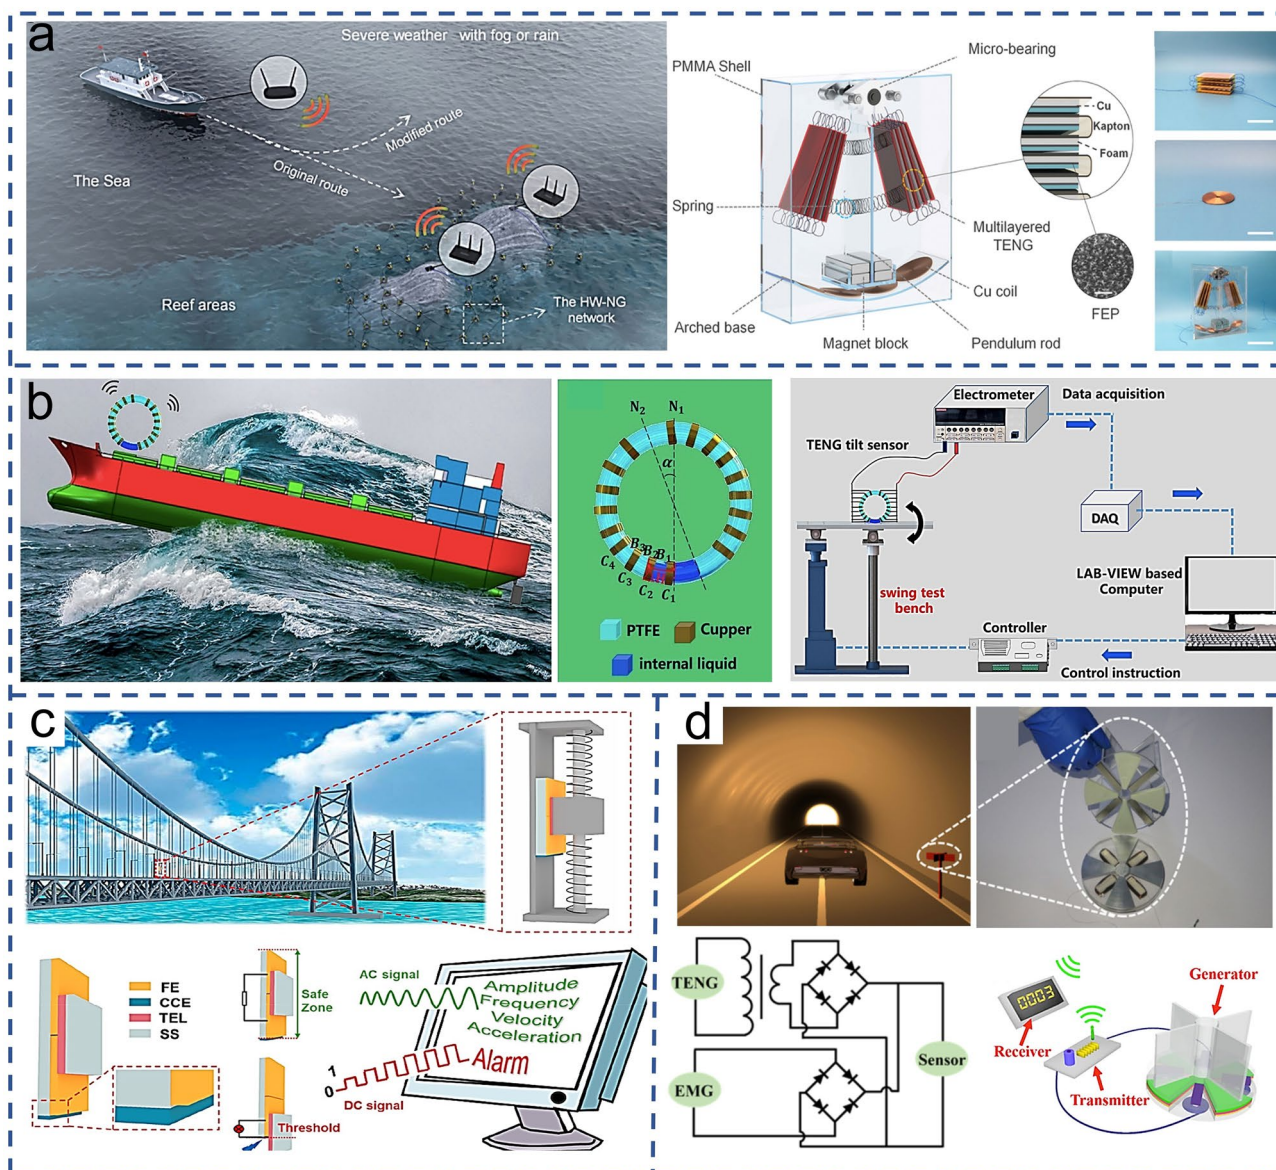 a
Severe weather with fog or rain
Modified route
Original route
The Sea
Reef areas
The HW-NG
network
PMMA Shell
Micro-bearing
Cu
Kapton
Foam
Spring
Multilayered
TENG
Cu coil
FEP
Arched base
Magnet block
Pendulum rod
b
N₂
N₁
α
B₃
B₂
B₁
C₄
C₃
C₂
C₁
PTFE
Cupper
internal liquid
Electrometer
Data acquisition
TENG tilt sensor
DAQ
LAB-VIEW based
Computer
swing test
bench
Controller
Control instruction
c
FE
CCE
TEL
SS
Safe
Zone
Threshold
AC signal
Amplitude
Frequency
Velocity
Acceleration
Alarm
1
0
DC signal
d
TENG
EMG
Sensor
0003
Receiver
Transmitter
Generator